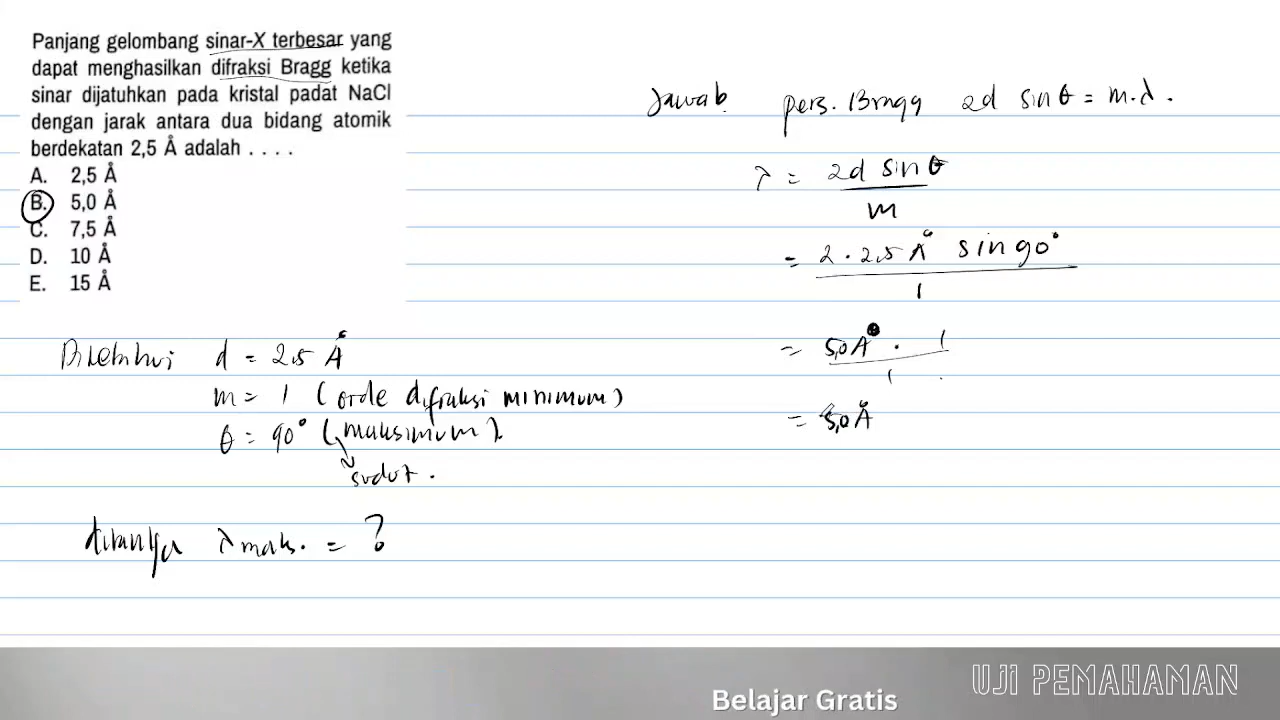 Panjang gelombang sinar-X terbesar yang
dapat menghasilkan difraksi Bragg ketika
sinar dijatuhkan pada kristal padat NaCl
dengan jarak antara dua bidang atomik
berdekatan 2,5 Å adalah . . . .
A. 2,5 Å
B. 5,0 Å
C. 7,5 Å
D. 10 Å
E. 15 Å
Diketahui d = 2.5 Å
m = 1 (orde difraksi minimum)
θ = 90° (maksimum).
sudut.
ditanya λ maks. = ?
Jawab pers. Bragg 2d sin θ = m.λ.
λ = 2d sin θ
m
= 2 . 2.5 Å sin 90°
1
= 5,0 Å . 1
1
= 5,0 Å
Belajar Gratis
UJI PEMAHAMAN